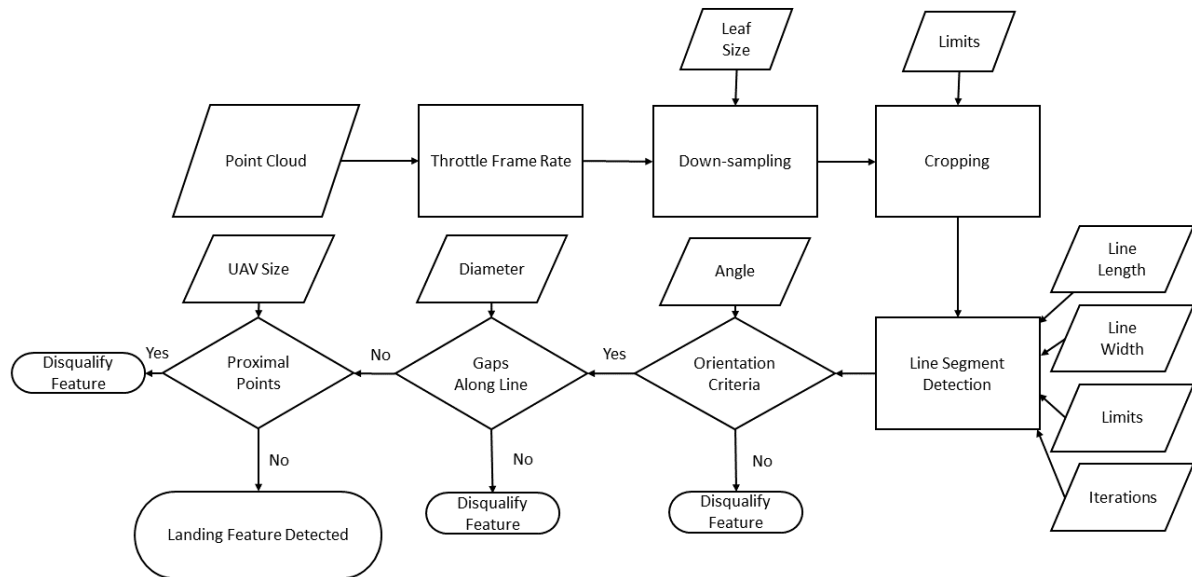 Leaf
Size
Limits
Point Cloud
Throttle Frame Rate
Down-sampling
Cropping
UAV Size
Diameter
Angle
Line
Length
Line
Width
Limits
Iterations
Line Segment
Detection
Orientation
Criteria
Yes
No
Disqualify
Feature
Gaps
Along Line
No
No
Disqualify
Feature
Proximal
Points
Yes
Disqualify
Feature
No
Landing Feature Detected